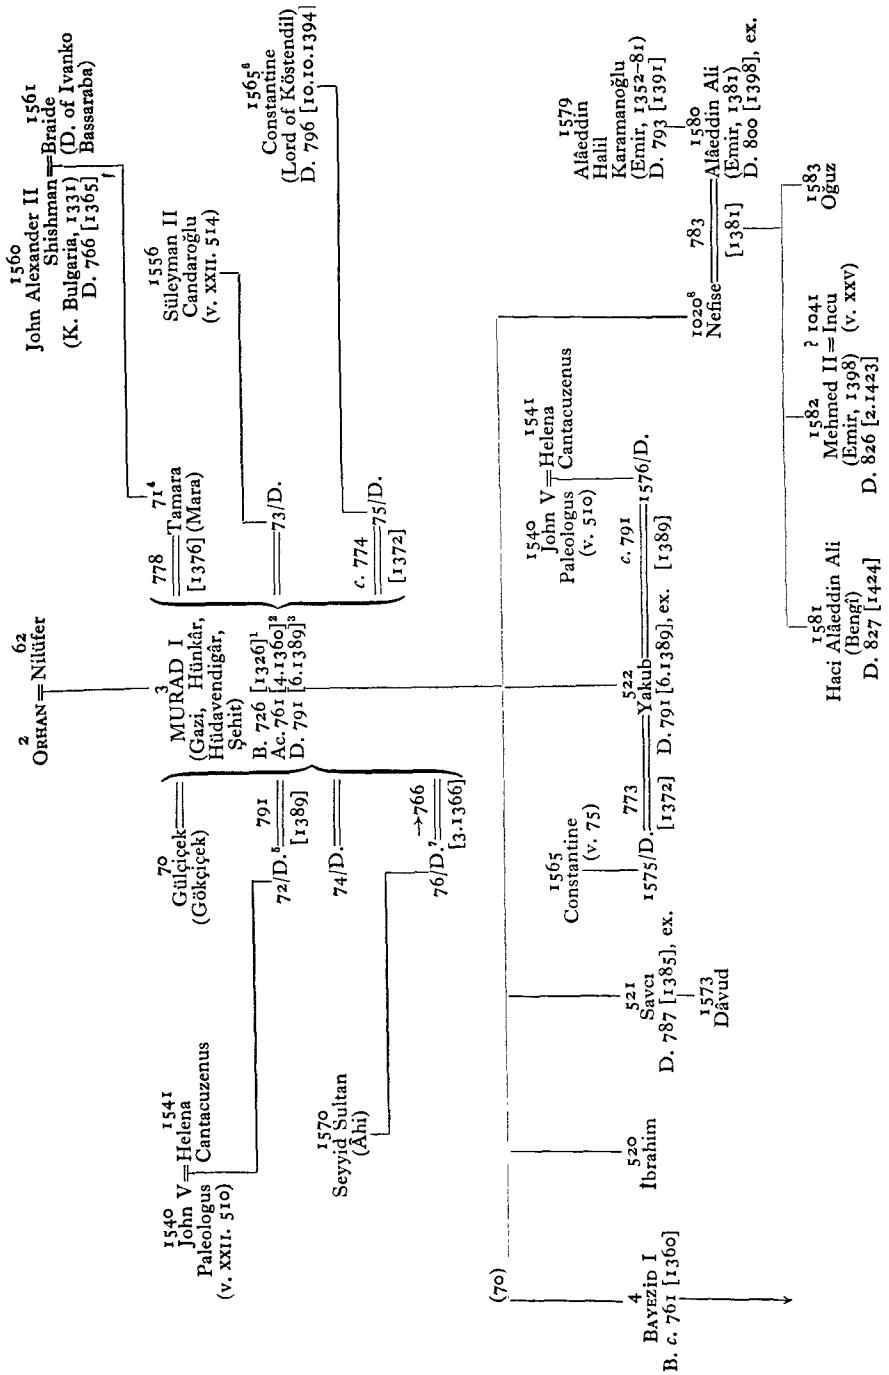 2 62
ORHAN = Nilüfer
3
MURAD I
(Gazi, Hünkâr,
Hüdavendigâr,
Şehit)
B. 726 [1326]¹
Ac. 761 [4.1360]²
D. 791 [6.1389]³
70
Gülçiçek
(Gökçiçek)
791
72/D.⁵
[1389]
74/D.
→766
76/D.⁷
[3.1366]
1540 1541
John V = Helena
Paleologus Cantacuzenus
(v. XXII. 510)
1570
Seyyid Sultan
(Âhi)
778 71⁴
Tamara
[1376] (Mara)
73/D.
c. 774
75/D.
[1372]
1560 1561
John Alexander II
Shishman = Braide
(K. Bulgaria, 1331) (D. of Ivanko
D. 766 [1365] Bassaraba)
f
1556
Süleyman II
Candaroğlu
(v. XXII. 514)
1565⁶
Constantine
(Lord of Köstendil)
D. 796 [10.10.1394]
(70)
4
BAYEZİD I
B. c. 761 [1360]
520
İbrahim
521
Savcı
D. 787 [1385], ex.
1573
Dâvud
1565
Constantine
(v. 75)
773 522 c. 791
1575/D. Yakub 1576/D.
[1372] D. 791 [6.1389], ex. [1389]
1540 1541
John V = Helena
Paleologus Cantacuzenus
(v. 510)
1579
Alâeddin
Halil
Karamanoğlu
(Emir, 1352–81)
D. 793 [1391]
1020⁸ 783 1580
Nefise Alâeddin Ali
[1381] (Emir, 1381)
D. 800 [1398], ex.
1581
Haci Alâeddin Ali
(Bengî)
D. 827 [1424]
1582 ? 1041
Mehmed II = Incu
(Emir, 1398) (v. XXV)
D. 826 [2.1423]
1583
Oğuz